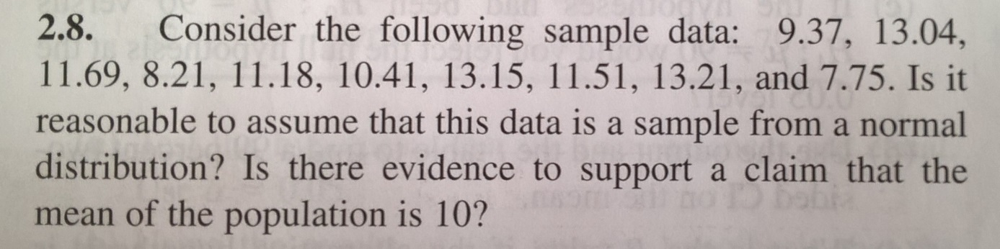 2.8. Consider the following sample data: 9.37, 13.04,
11.69, 8.21, 11.18, 10.41, 13.15, 11.51, 13.21, and 7.75. Is it
reasonable to assume that this data is a sample from a normal
distribution? Is there evidence to support a claim that the
mean of the population is 10?